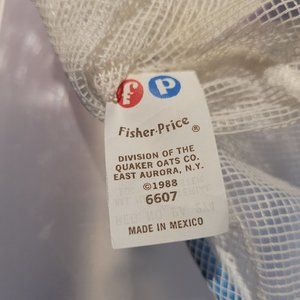 f p
Fisher-Price ®
DIVISION OF THE
QUAKER OATS CO.
EAST AURORA, N.Y.
©1988
6607
MADE IN MEXICO